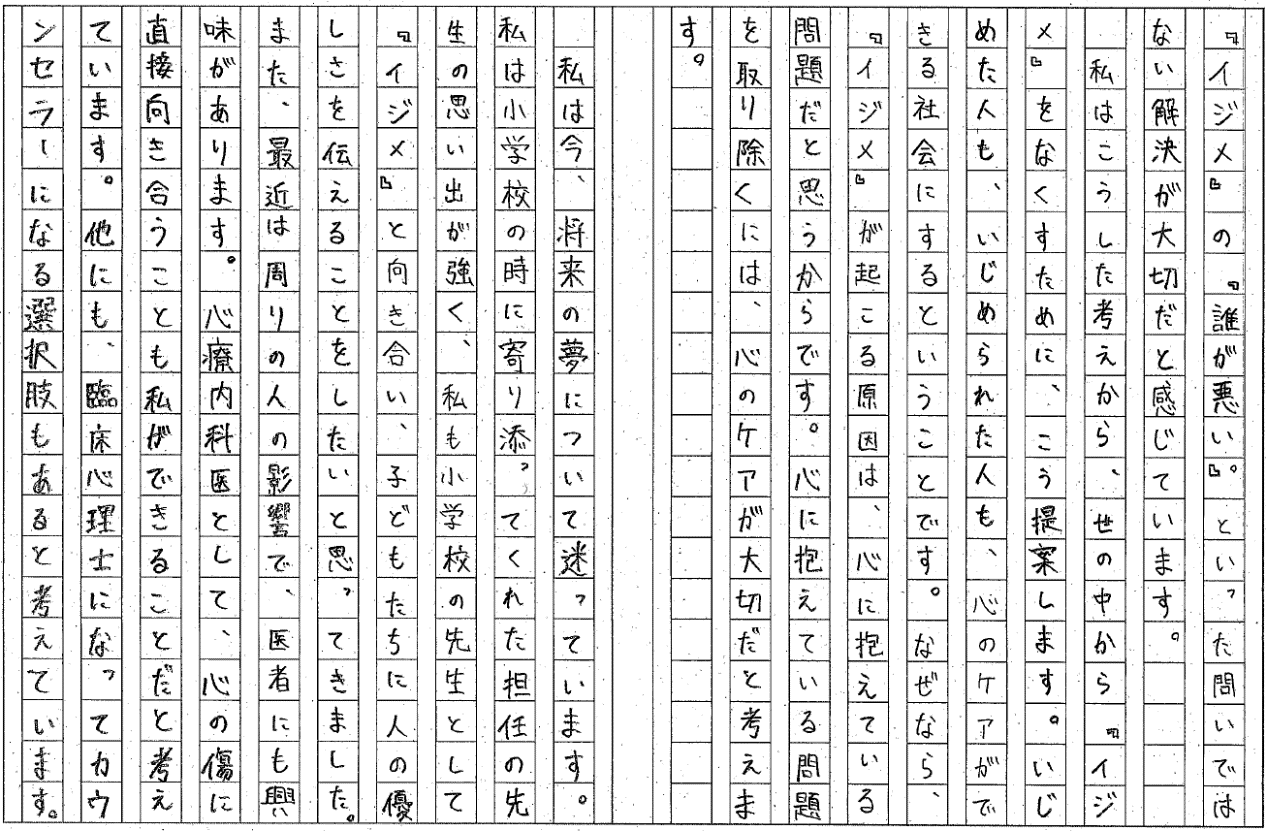 『イジメ』の『誰が悪い』。といった問いでは
ない解決が大切だと感じています。
私はこうした考えから、世の中から『イジ
メ』をなくすために、こう提案します。いじ
めた人も、いじめられた人も、心のケアがで
きる社会にするということです。なぜなら、
『イジメ』が起こる原因は、心に抱えている
問題だと思うからです。心に抱えている問題
を取り除くには、心のケアが大切だと考えま
す。
私は今、将来の夢について迷っています。
私は小学校の時に寄り添ってくれた担任の先
生の思い出が強く、私も小学校の先生として
『イジメ』と向き合い、子どもたちに人の優
しさを伝えることをしたいと思ってきました。
また、最近は周りの人の影響で、医者にも興
味があります。心療内科医として、心の傷に
直接向き合うことも私ができることだと考え
ています。他にも、臨床心理士になってカウ
ンセラーになる選択肢もあると考えています。